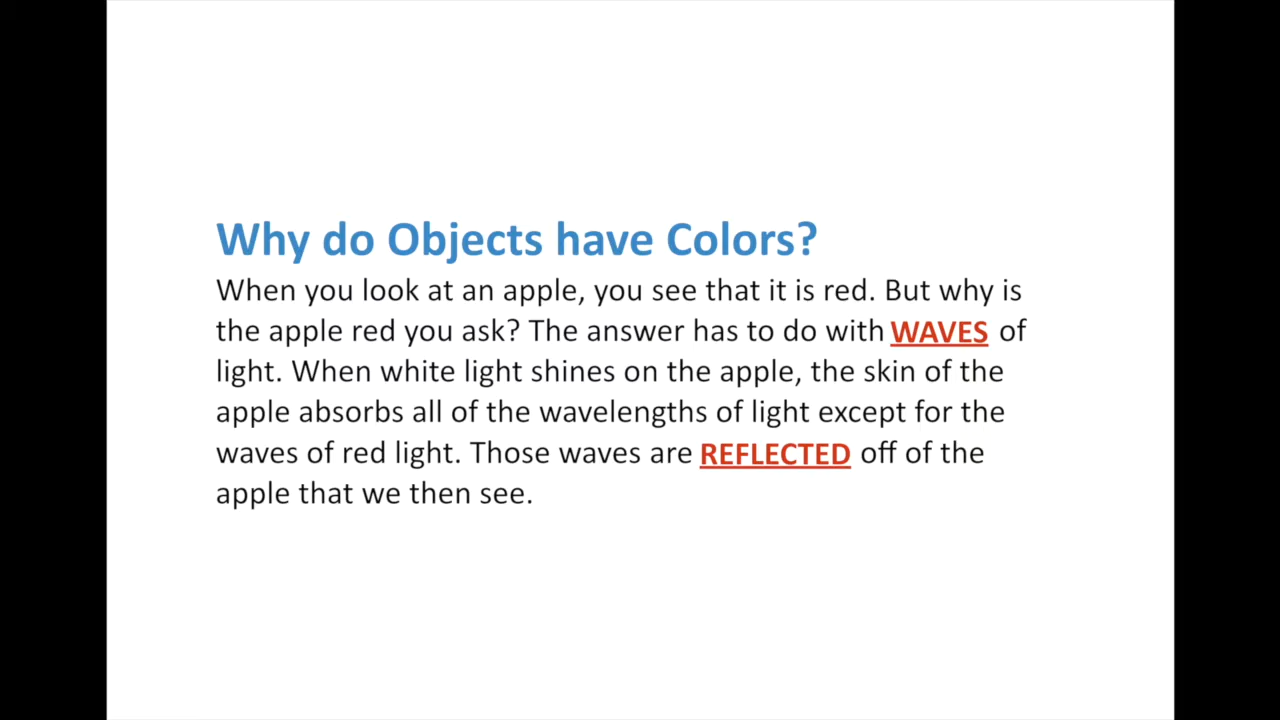 Why do Objects have Colors?
When you look at an apple, you see that it is red. But why is
the apple red you ask? The answer has to do with WAVES of
light. When white light shines on the apple, the skin of the
apple absorbs all of the wavelengths of light except for the
waves of red light. Those waves are REFLECTED off of the
apple that we then see.